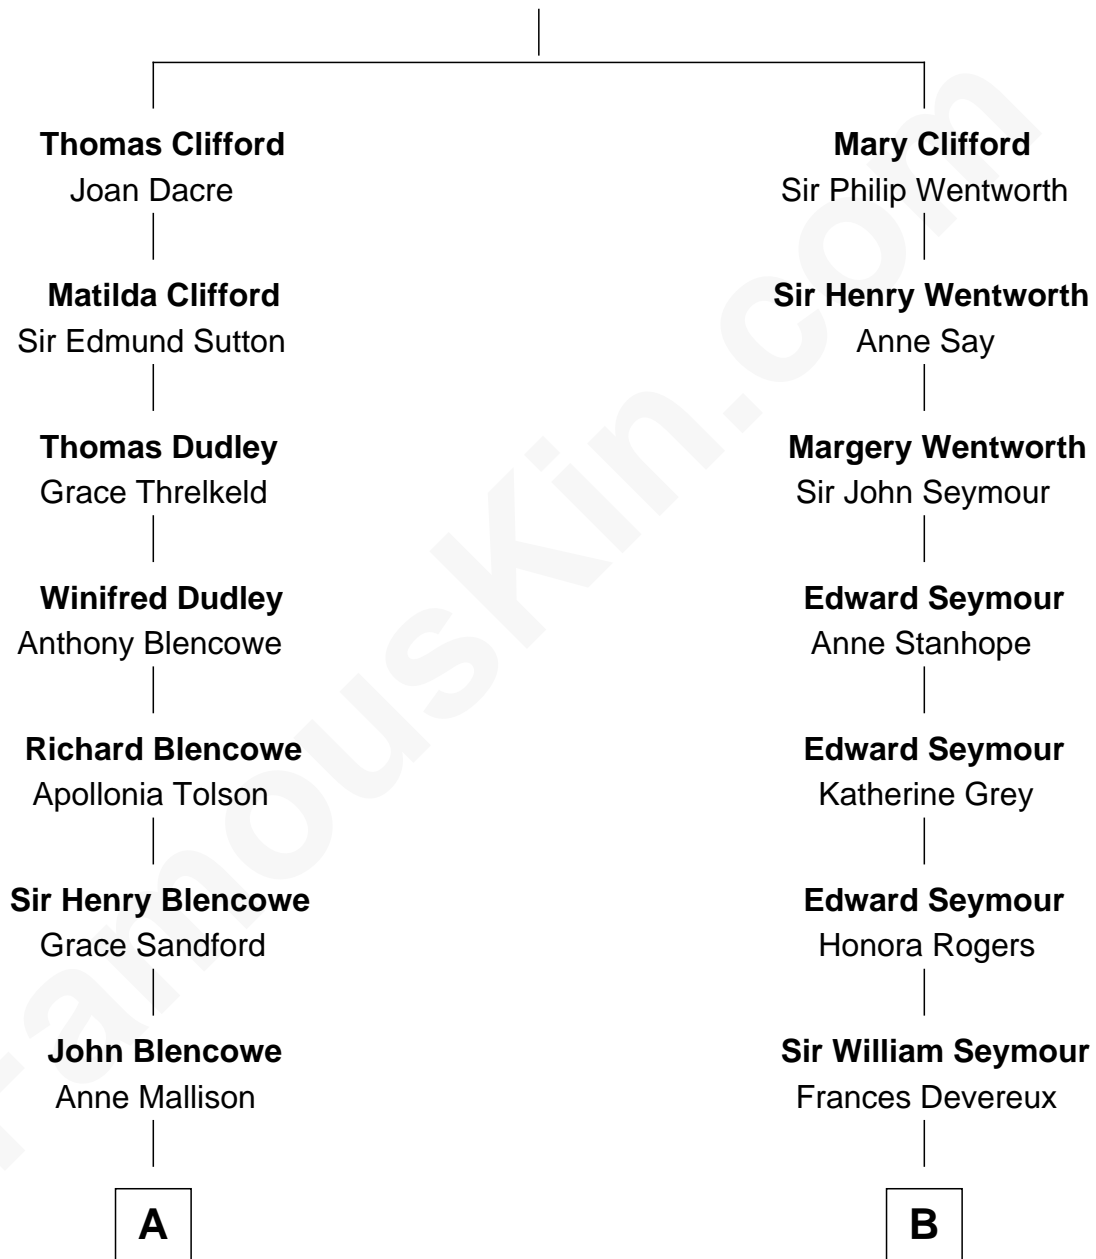 Thomas Clifford
Joan Dacre
Mary Clifford
Sir Philip Wentworth
Matilda Clifford
Sir Edmund Sutton
Sir Henry Wentworth
Anne Say
Thomas Dudley
Grace Threlkeld
Margery Wentworth
Sir John Seymour
Winifred Dudley
Anthony Blencowe
Edward Seymour
Anne Stanhope
Richard Blencowe
Apollonia Tolson
Edward Seymour
Katherine Grey
Sir Henry Blencowe
Grace Sandford
Edward Seymour
Honora Rogers
John Blencowe
Anne Mallison
Sir William Seymour
Frances Devereux
A
B
FamousKin.com